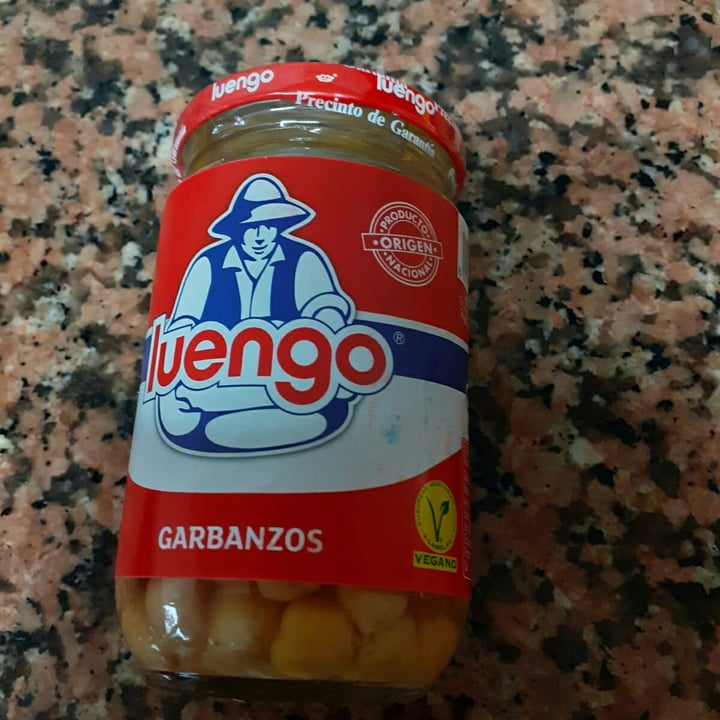 luengo
luengo
Precinto de Garantía
PRODUCTO
ORIGEN
NACIONAL
luengo®
GARBANZOS
V
VEGANO